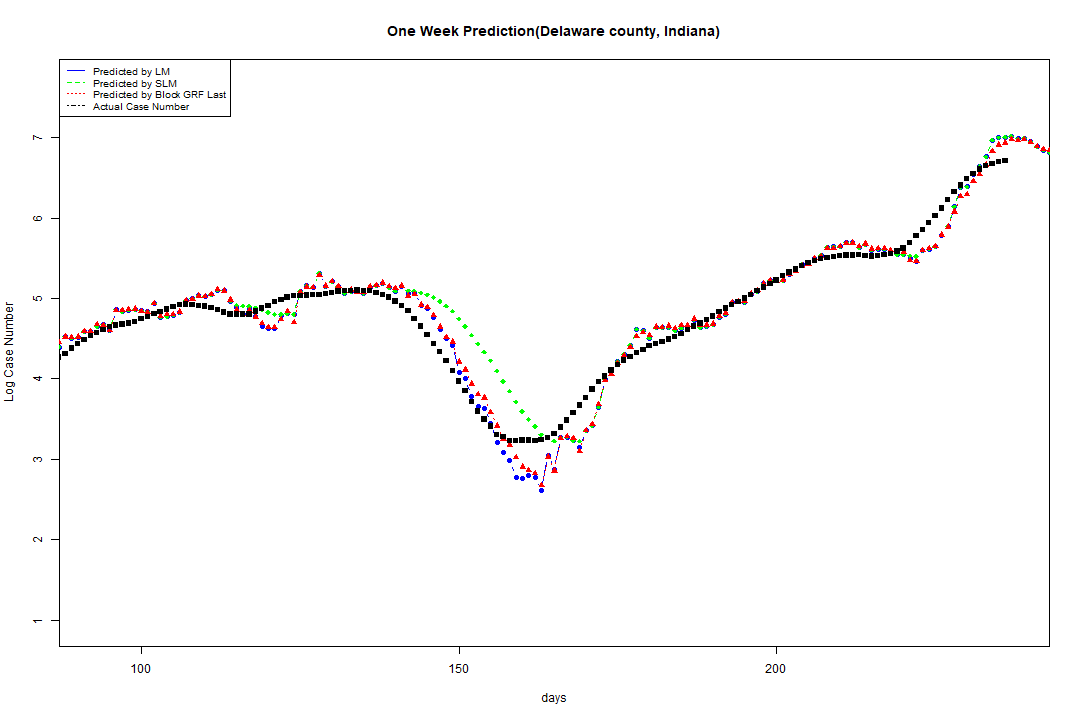 One Week Prediction(Delaware county, Indiana)
Predicted by LM
Predicted by SLM
Predicted by Block GRF Last
Actual Case Number
7
6
5
4
3
2
1
Log Case Number
100 150 200
days